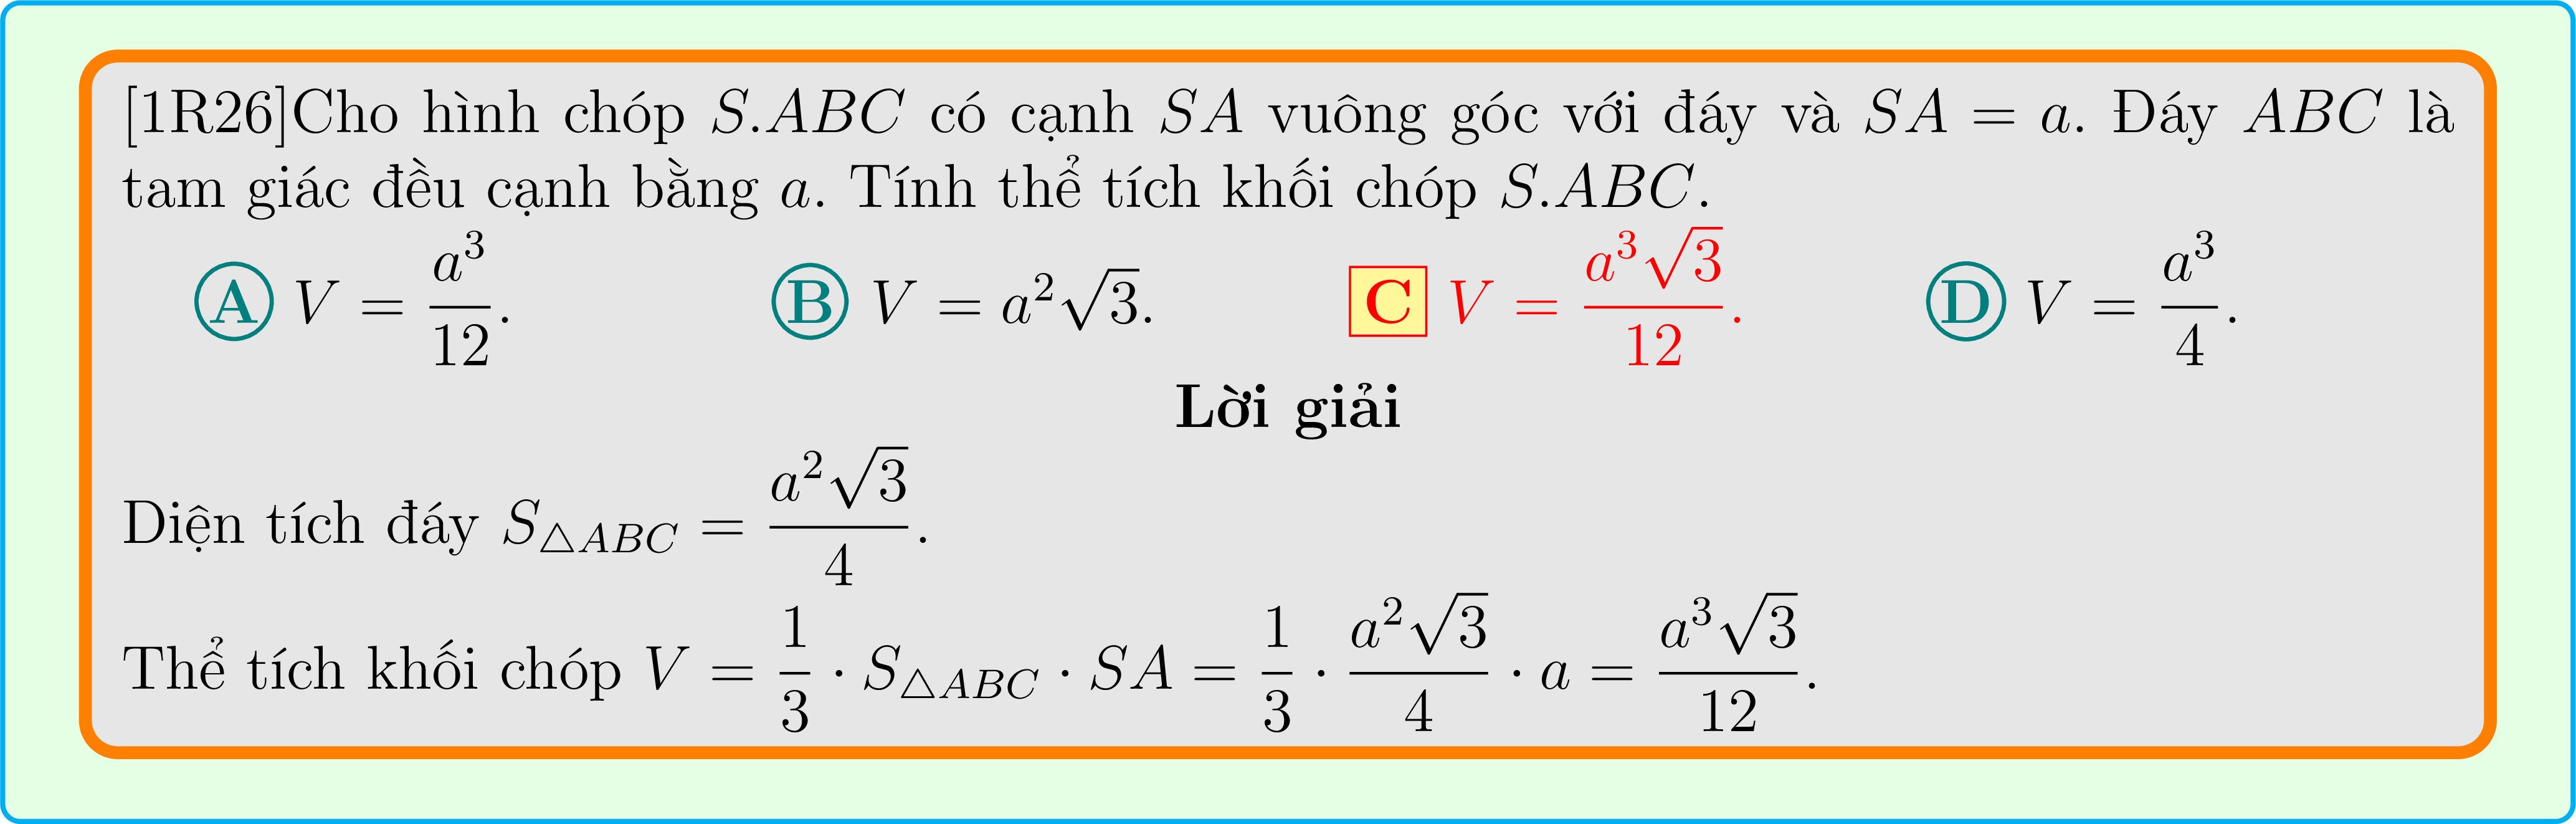 [1R26]Cho hình chóp S.ABC có cạnh SA vuông góc với đáy và SA = a. Đáy ABC là
tam giác đều cạnh bằng a. Tính thể tích khối chóp S.ABC.
A V = \frac{a^3}{12}. B V = a^2\sqrt{3}. C V = \frac{a^3\sqrt{3}}{12}. D V = \frac{a^3}{4}.
Lời giải
Diện tích đáy S_{\triangle ABC} = \frac{a^2\sqrt{3}}{4}.
Thể tích khối chóp V = \frac{1}{3} \cdot S_{\triangle ABC} \cdot SA = \frac{1}{3} \cdot \frac{a^2\sqrt{3}}{4} \cdot a = \frac{a^3\sqrt{3}}{12}.